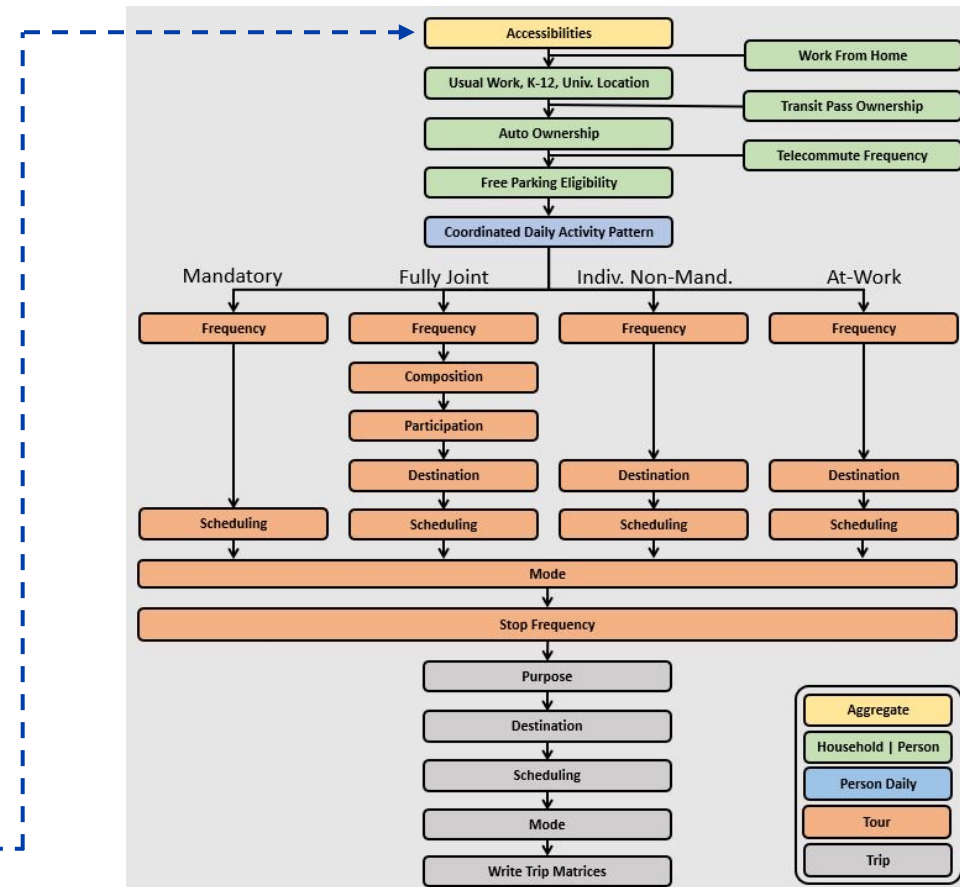 Accessibilities
Work From Home
Usual Work, K-12, Univ. Location
Transit Pass Ownership
Auto Ownership
Telecommute Frequency
Free Parking Eligibility
Coordinated Daily Activity Pattern
Mandatory
Fully Joint
Indiv. Non-Mand.
At-Work
Frequency
Frequency
Frequency
Frequency
Composition
Participation
Destination
Destination
Destination
Scheduling
Scheduling
Scheduling
Scheduling
Mode
Stop Frequency
Purpose
Destination
Scheduling
Mode
Write Trip Matrices
Aggregate
Household | Person
Person Daily
Tour
Trip